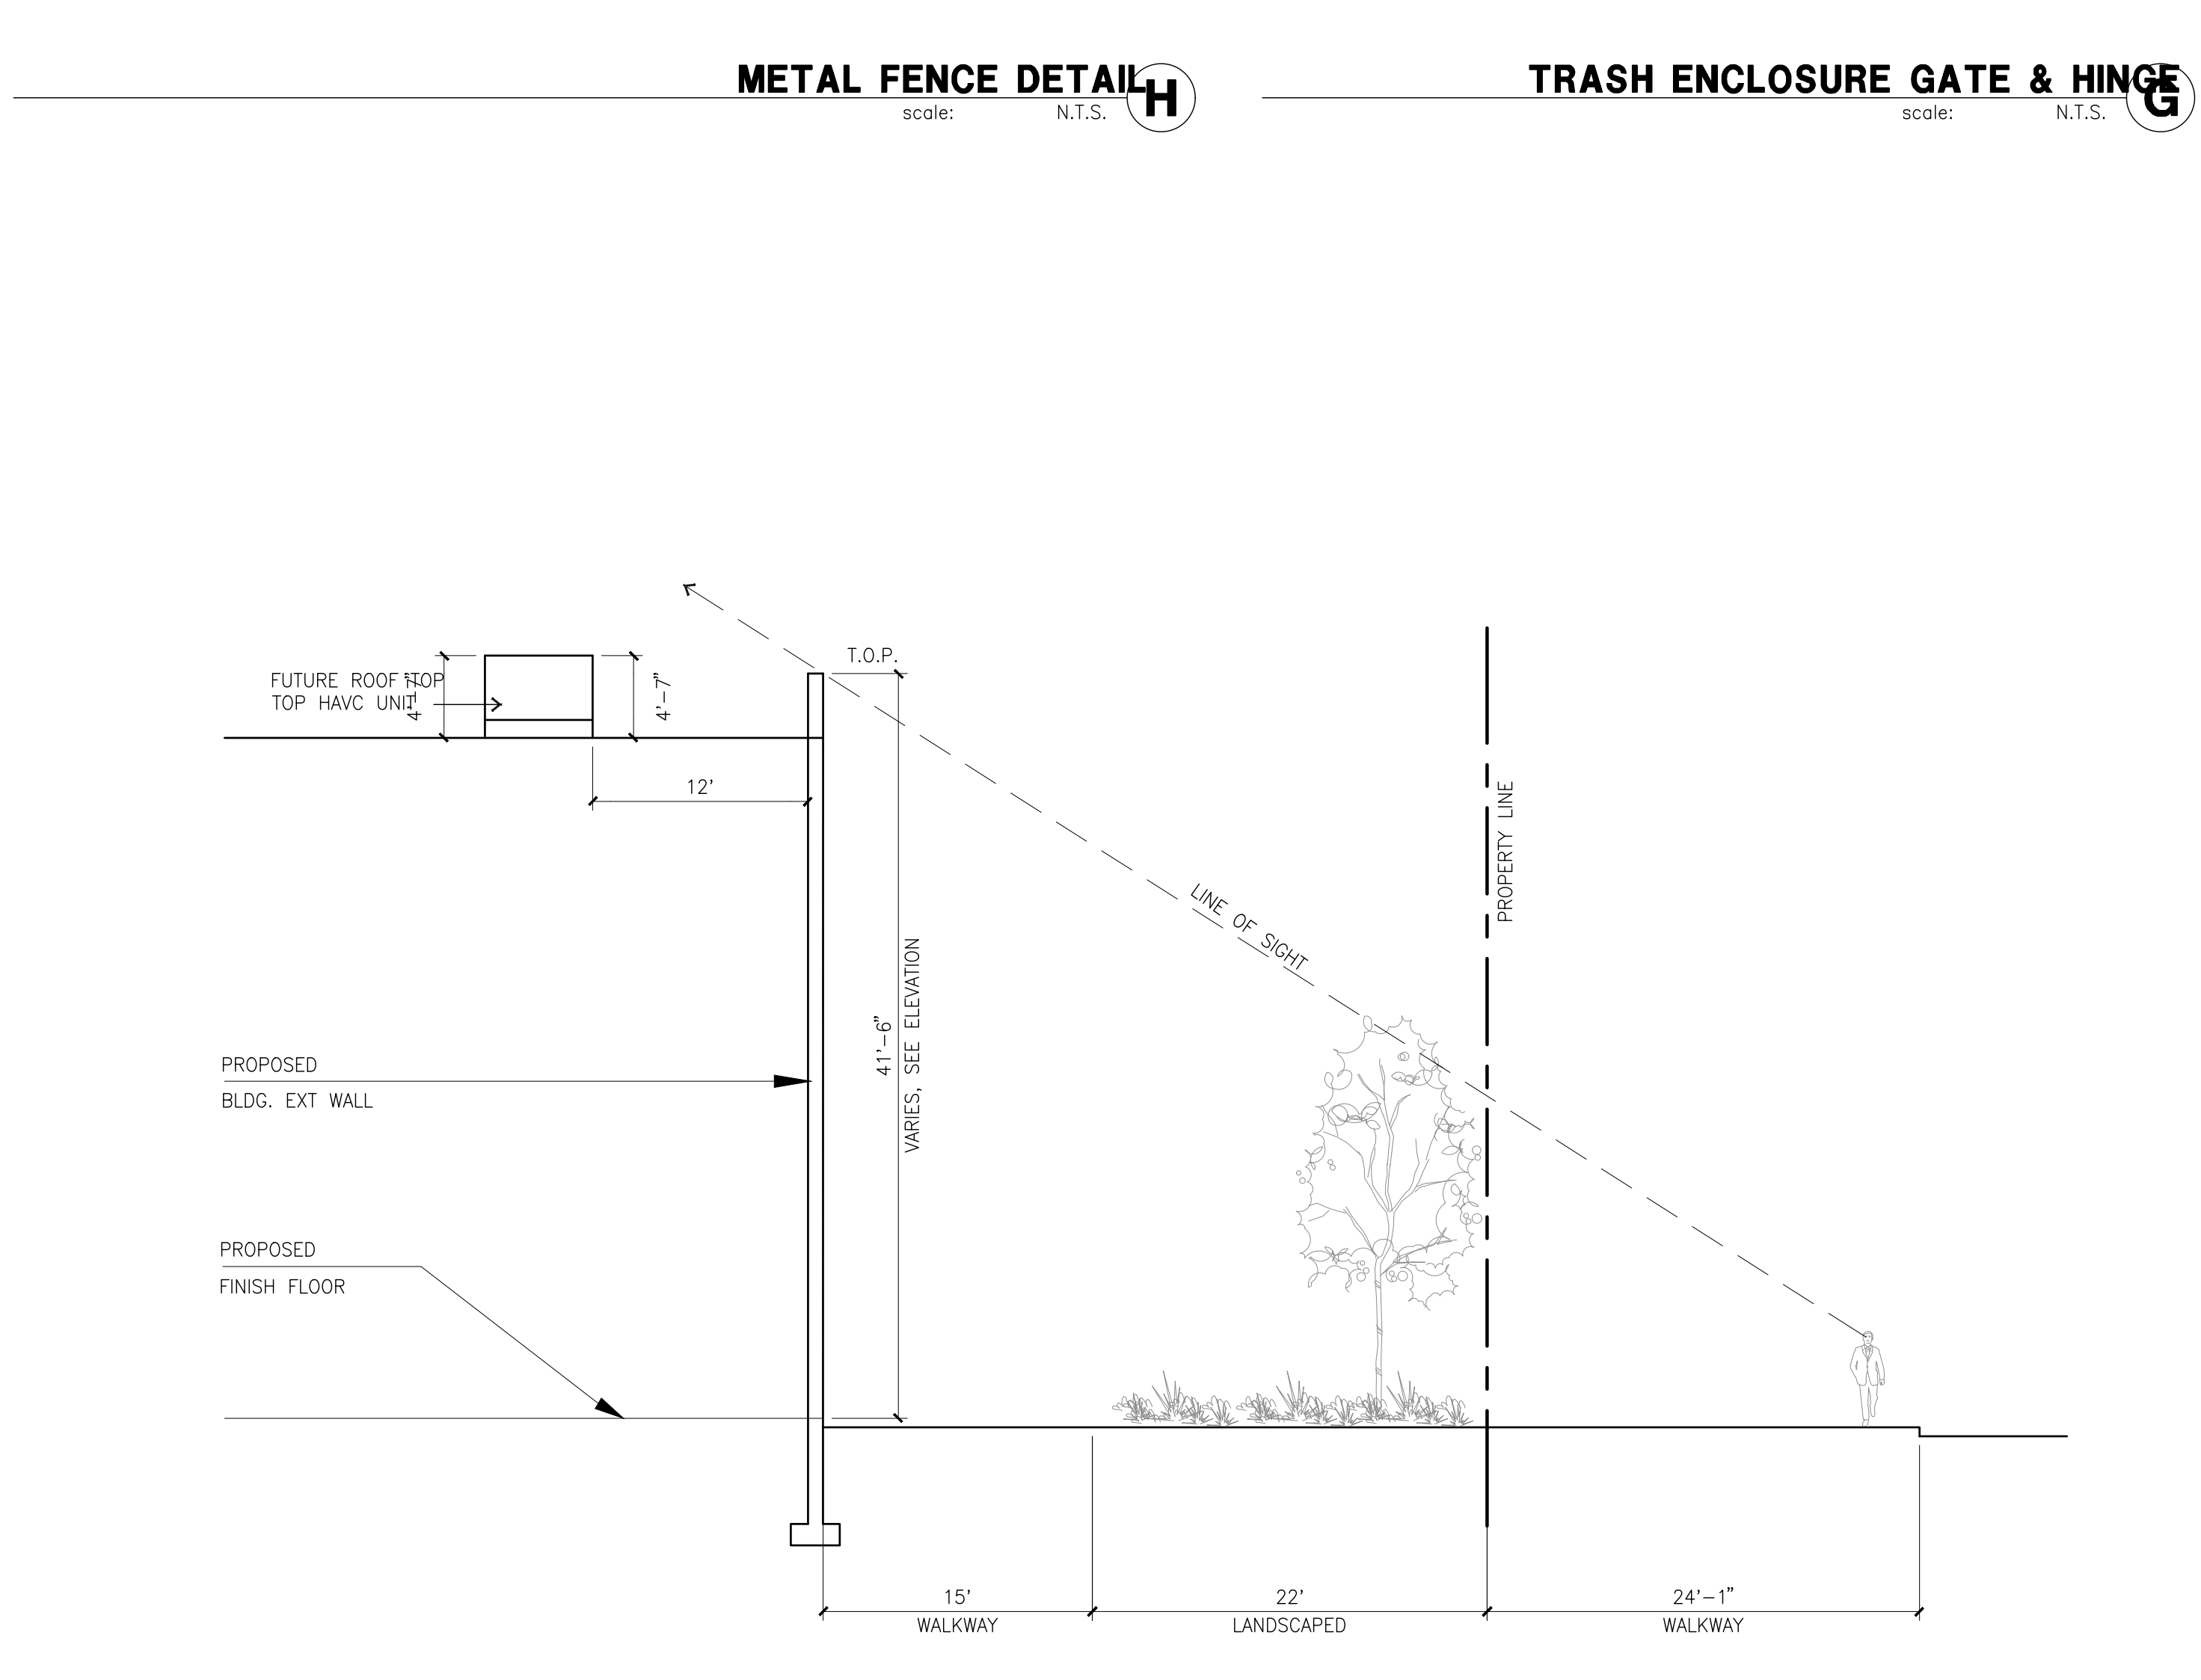 METAL FENCE DETAIL
H
scale: N.T.S.
TRASH ENCLOSURE GATE & HINGE
G
scale: N.T.S.
T.O.P.
FUTURE ROOF TOP
TOP HAVC UNIT
4'-7"
4'-7"
12'
PROPERTY LINE
LINE OF SIGHT
41'-6"
VARIES, SEE ELEVATION
PROPOSED
BLDG. EXT WALL
PROPOSED
FINISH FLOOR
15'
WALKWAY
22'
LANDSCAPED
24'-1"
WALKWAY